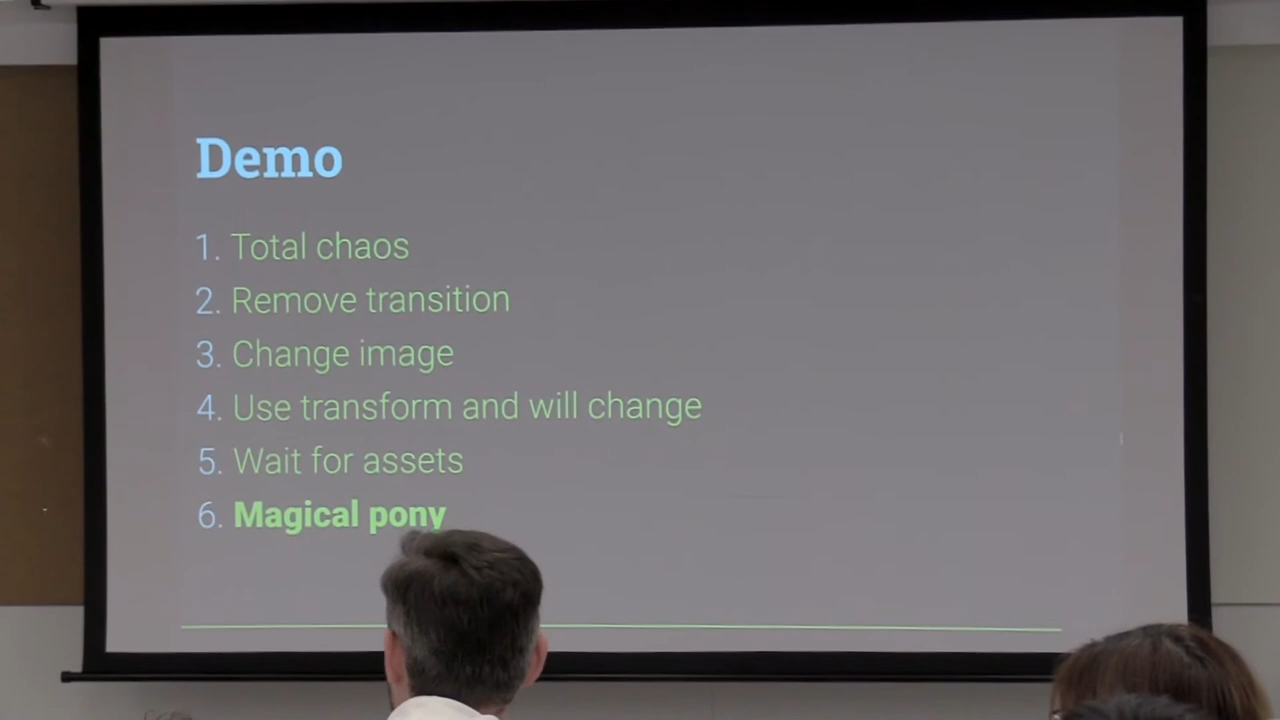 Demo
1. Total chaos
2. Remove transition
3. Change image
4. Use transform and will change
5. Wait for assets
6. Magical pony